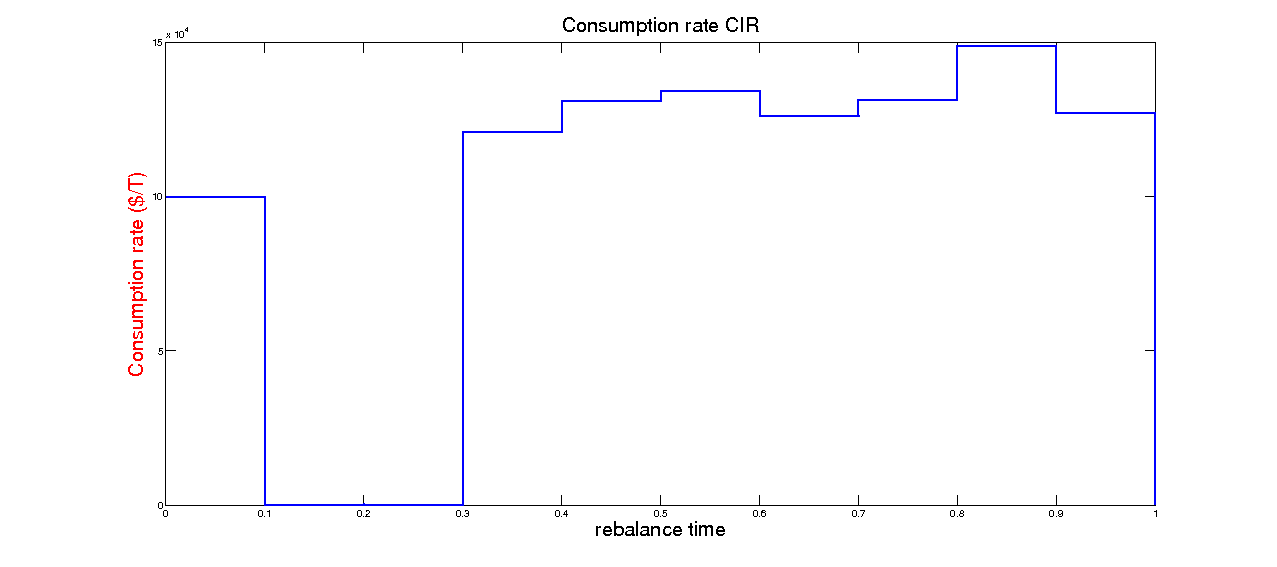 Consumption rate CIR
x 10^4
15
10
5
0
Consumption rate ($/T)
0 0.1 0.2 0.3 0.4 0.5 0.6 0.7 0.8 0.9 1
rebalance time